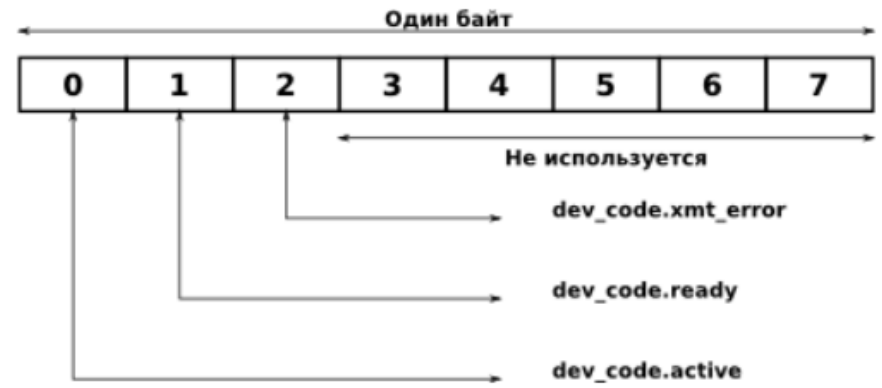 Один байт
0 1 2 3 4 5 6 7
Не используется
dev_code.xmt_error
dev_code.ready
dev_code.active